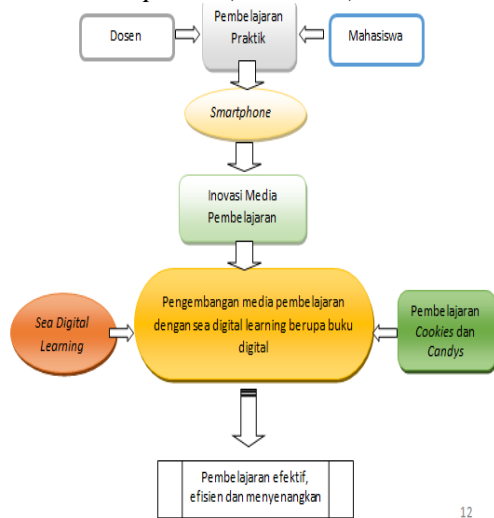 Pembelajaran
Praktik
Dosen
Mahasiswa
Smartphone
Inovasi Media
Pembelajaran
Pengembangan media pembelajaran
dengan sea digital learning berupa buku
digital
Sea Digital
Learning
Pembelajaran
Cookies dan
Candys
Pembelajaran efektif,
efisien dan menyenangkan
12